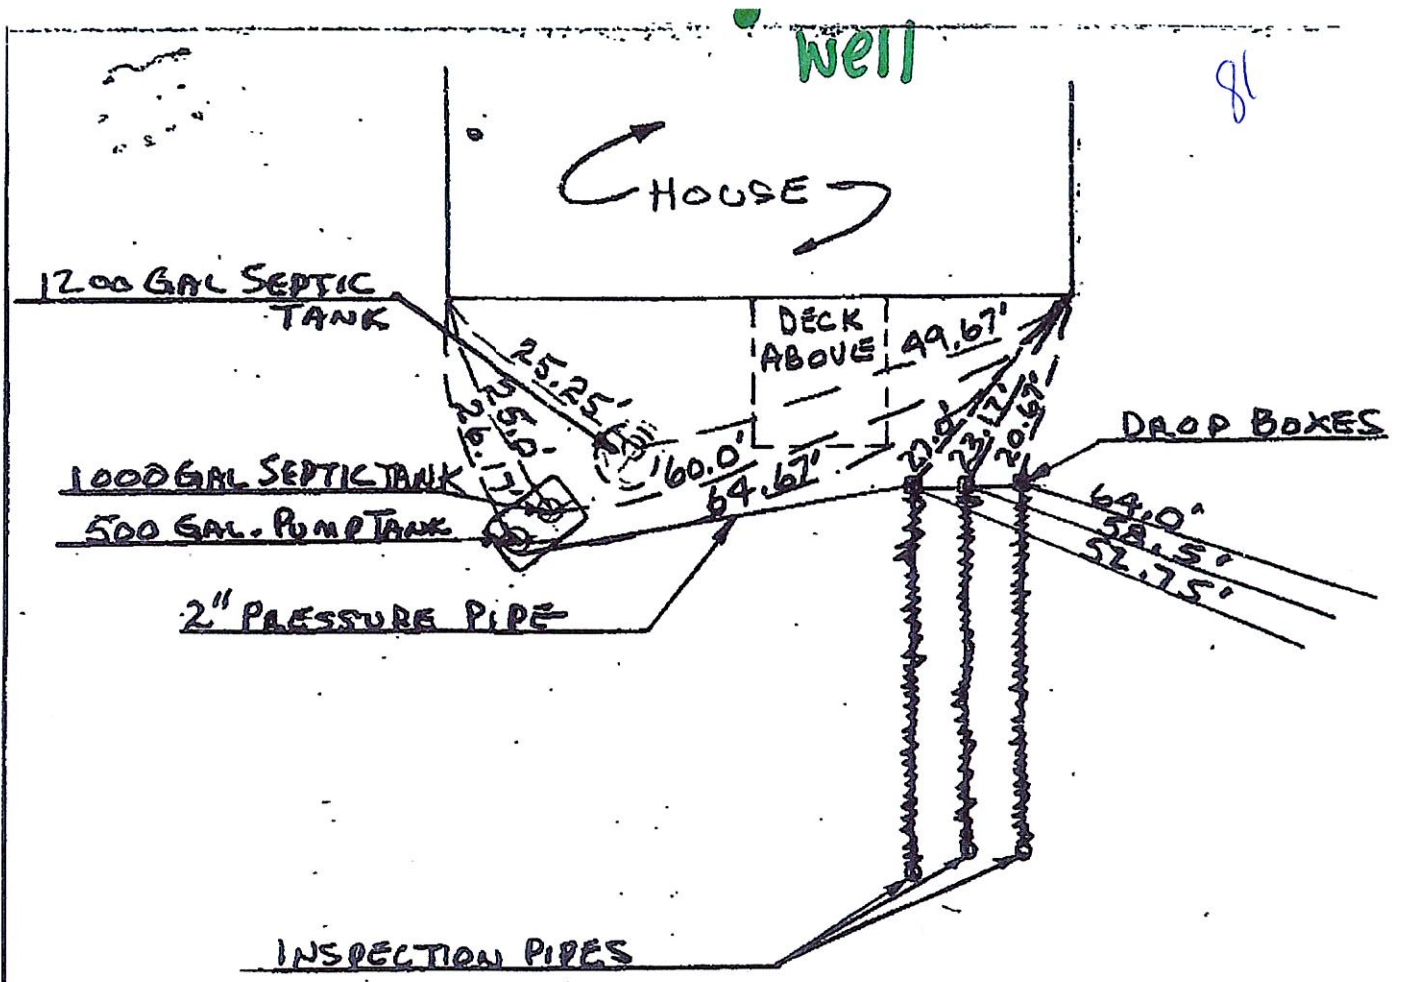 well
81
HOUSE
1200 GAL SEPTIC
TANK
DECK
ABOVE
49.67'
25.25'
25.0'
26.17'
60.0'
64.67'
23.17'
20.67'
DROP BOXES
1000 GAL SEPTIC TANK
500 GAL. PUMP TANK
64.0'
58.5'
52.75'
2" PRESSURE PIPE
INSPECTION PIPES